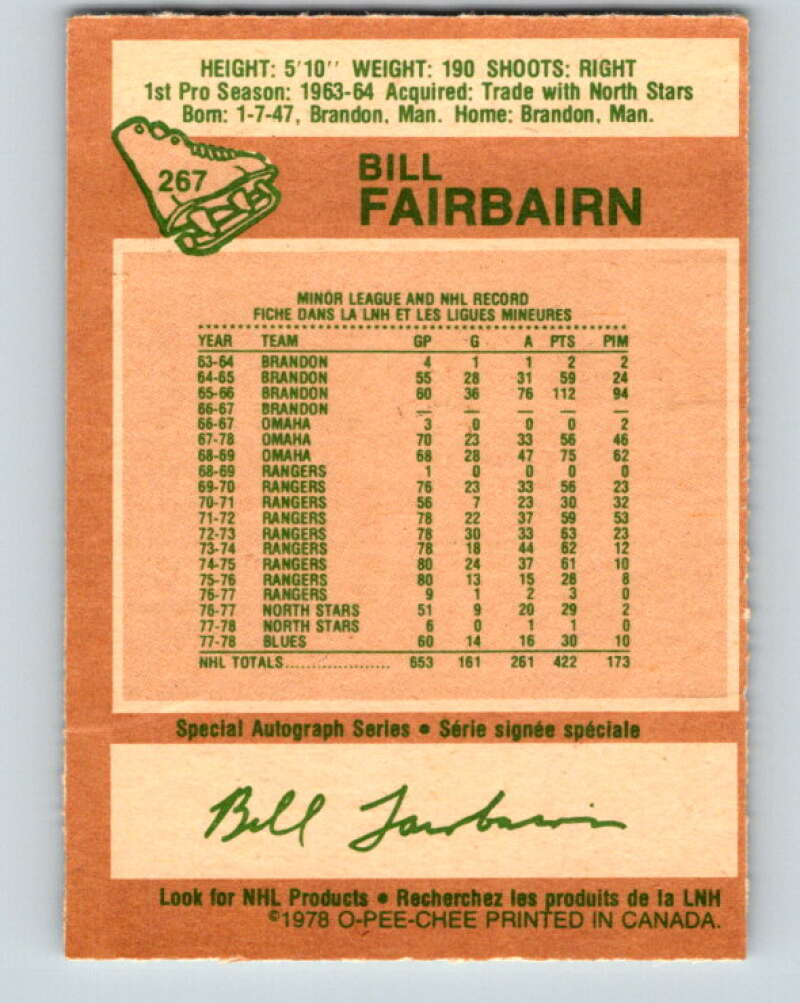 HEIGHT: 5'10'' WEIGHT: 190 SHOOTS: RIGHT
1st Pro Season: 1963-64 Acquired: Trade with North Stars
Born: 1-7-47, Brandon, Man. Home: Brandon, Man.
267
BILL
FAIRBAIRN
MINOR LEAGUE AND NHL RECORD
FICHE DANS LA LNH ET LES LIGUES MINEURES
YEAR TEAM GP G A PTS PIM
63-64 BRANDON 4 1 1 2 2
64-65 BRANDON 55 28 31 59 24
65-66 BRANDON 60 36 76 112 94
66-67 BRANDON — — — — —
66-67 OMAHA 3 0 0 0 2
67-78 OMAHA 70 23 33 56 46
68-69 OMAHA 68 28 47 75 62
68-69 RANGERS 1 0 0 0 0
69-70 RANGERS 76 23 33 56 23
70-71 RANGERS 56 7 23 30 32
71-72 RANGERS 78 22 37 59 53
72-73 RANGERS 78 30 33 63 23
73-74 RANGERS 78 18 44 62 12
74-75 RANGERS 80 24 37 61 10
75-76 RANGERS 80 13 15 28 8
76-77 RANGERS 9 1 2 3 0
76-77 NORTH STARS 51 9 20 29 2
77-78 NORTH STARS 6 0 1 1 0
77-78 BLUES 60 14 16 30 10
NHL TOTALS.................... 653 161 261 422 173
Special Autograph Series • Série signée spéciale
Bill Fairbairn
Look for NHL Products • Recherchez les produits de la LNH
©1978 O-PEE-CHEE PRINTED IN CANADA.